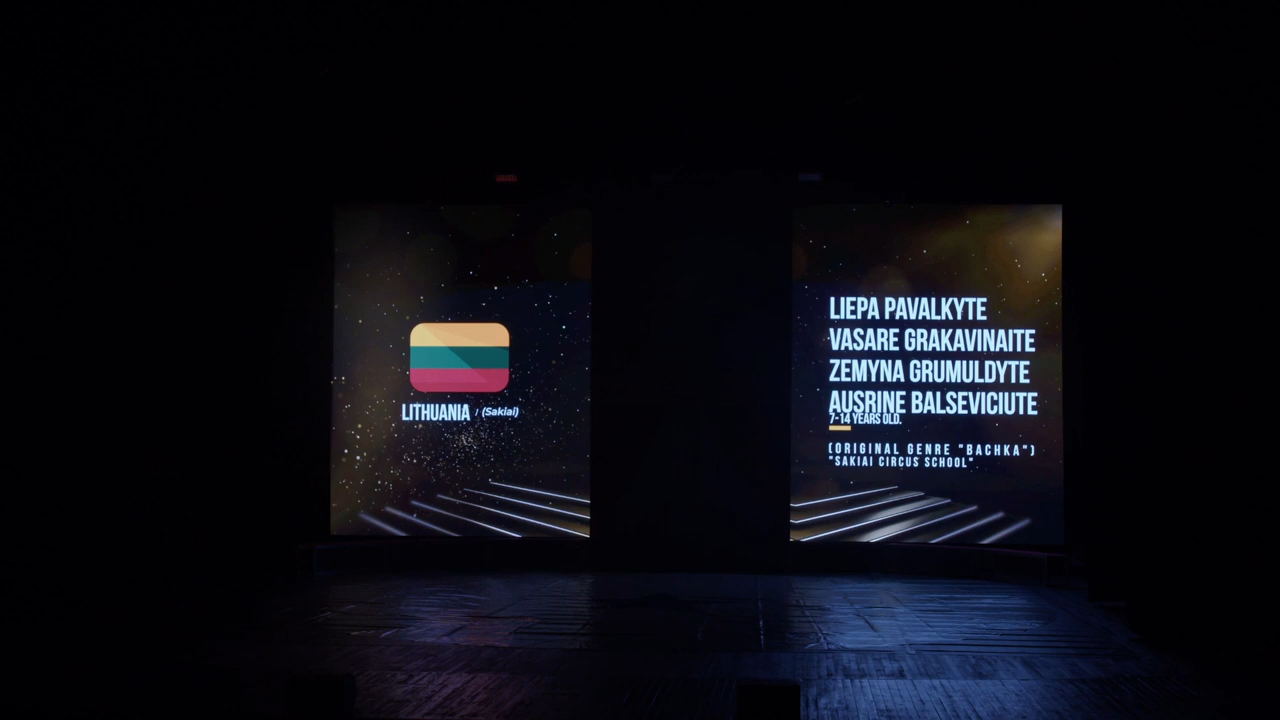 LITHUANIA / (Sakiai)
LIEPA PAVALKYTE
VASARE GRAKAVINAITE
ZEMYNA GRUMULDYTE
AUSRINE BALSEVICIUTE
7-14 YEARS OLD.
(ORIGINAL GENRE "BACHKA")
"SAKIAI CIRCUS SCHOOL"